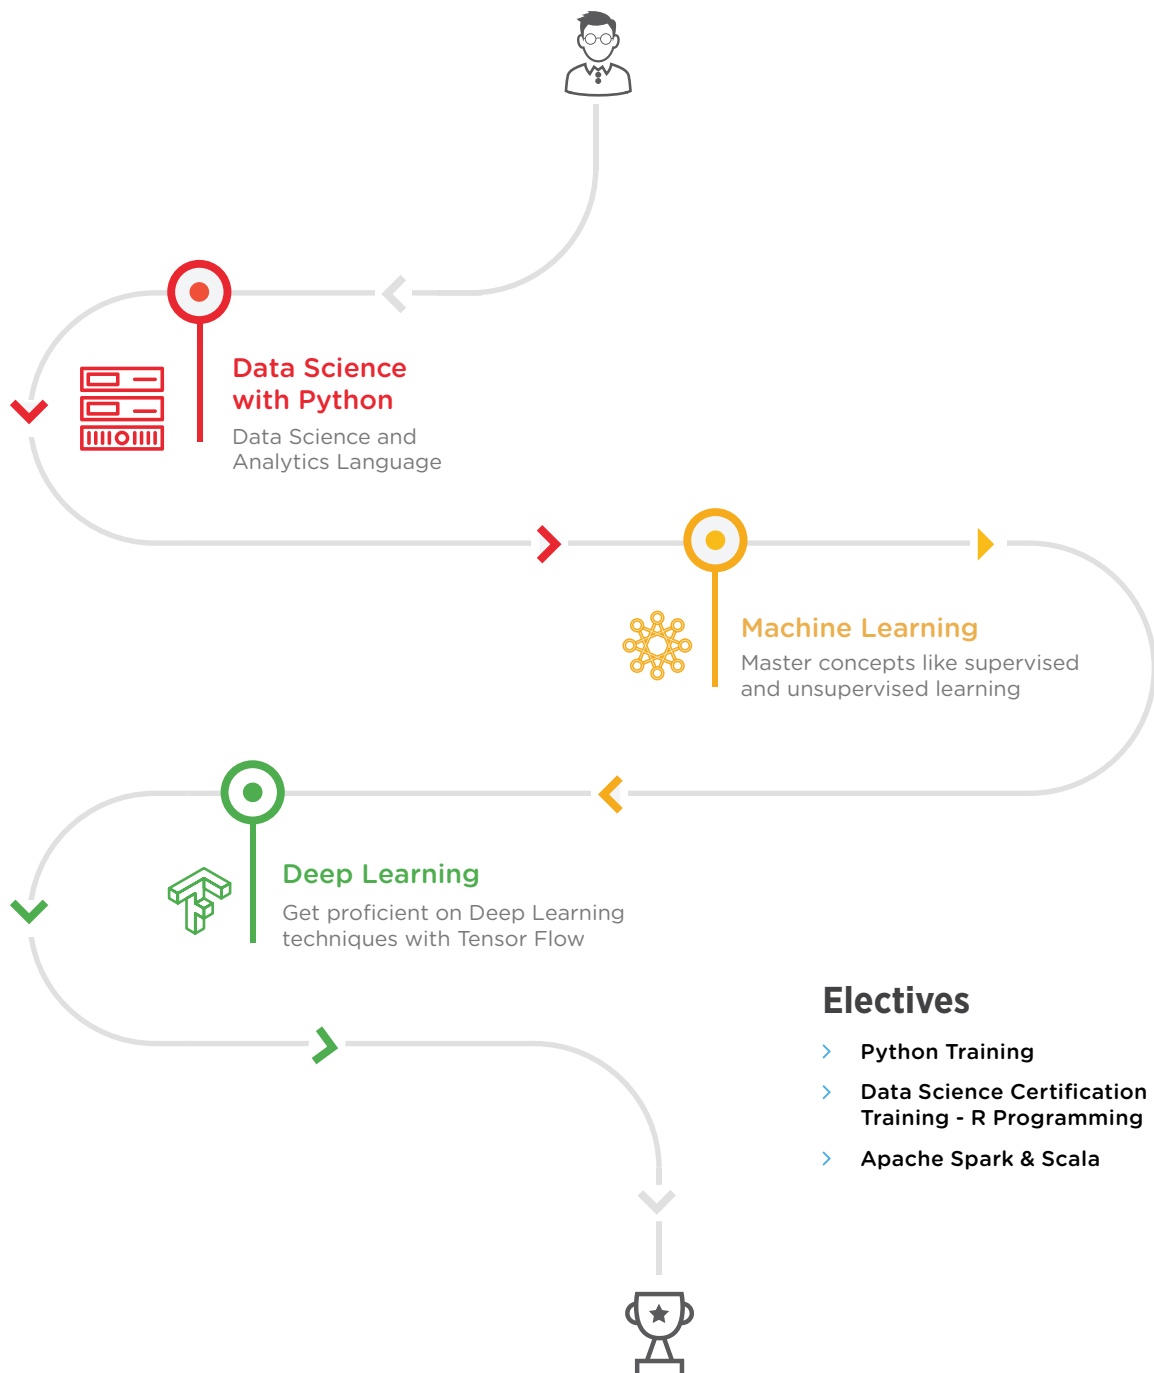 Data Science
with Python
Data Science and
Analytics Language
Machine Learning
Master concepts like supervised
and unsupervised learning
Deep Learning
Get proficient on Deep Learning
techniques with Tensor Flow
Electives
Python Training
Data Science Certification
Training - R Programming
Apache Spark & Scala